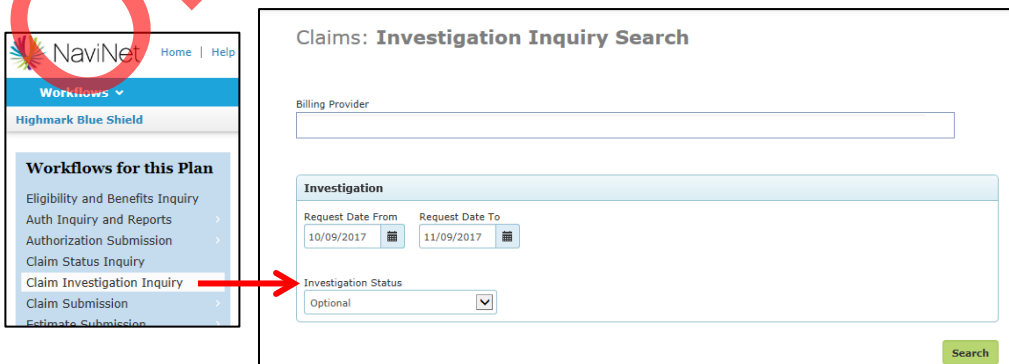 NaviNet Home | Help
Workflows
Highmark Blue Shield
Workflows for this Plan
Eligibility and Benefits Inquiry
Auth Inquiry and Reports
Authorization Submission
Claim Status Inquiry
Claim Investigation Inquiry
Claim Submission
Estimate Submission
Claims: Investigation Inquiry Search
Billing Provider
Investigation
Request Date From Request Date To
10/09/2017 11/09/2017
Investigation Status
Optional
Search